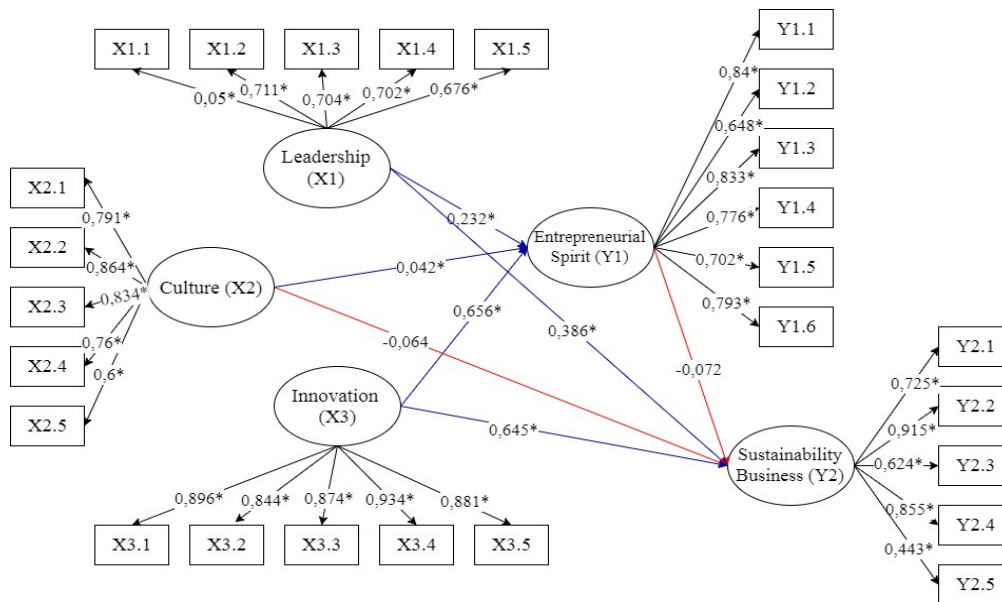 X1.1
X1.2
X1.3
X1.4
X1.5
0,05*
0,711*
0,704*
0,702*
0,676*
Leadership
(X1)
Y1.1
Y1.2
Y1.3
Y1.4
Y1.5
Y1.6
0,84*
0,648*
0,833*
0,776*
0,702*
0,793*
X2.1
X2.2
X2.3
X2.4
X2.5
0,791*
0,864*
0,834*
0,76*
0,6*
Culture (X2)
0,232*
0,042*
0,656*
0,386*
-0,064
-0,072
0,645*
Entrepreneurial
Spirit (Y1)
Innovation
(X3)
0,896*
0,844*
0,874*
0,934*
0,881*
X3.1
X3.2
X3.3
X3.4
X3.5
Sustainability
Business (Y2)
0,725*
0,915*
0,624*
0,855*
0,443*
Y2.1
Y2.2
Y2.3
Y2.4
Y2.5